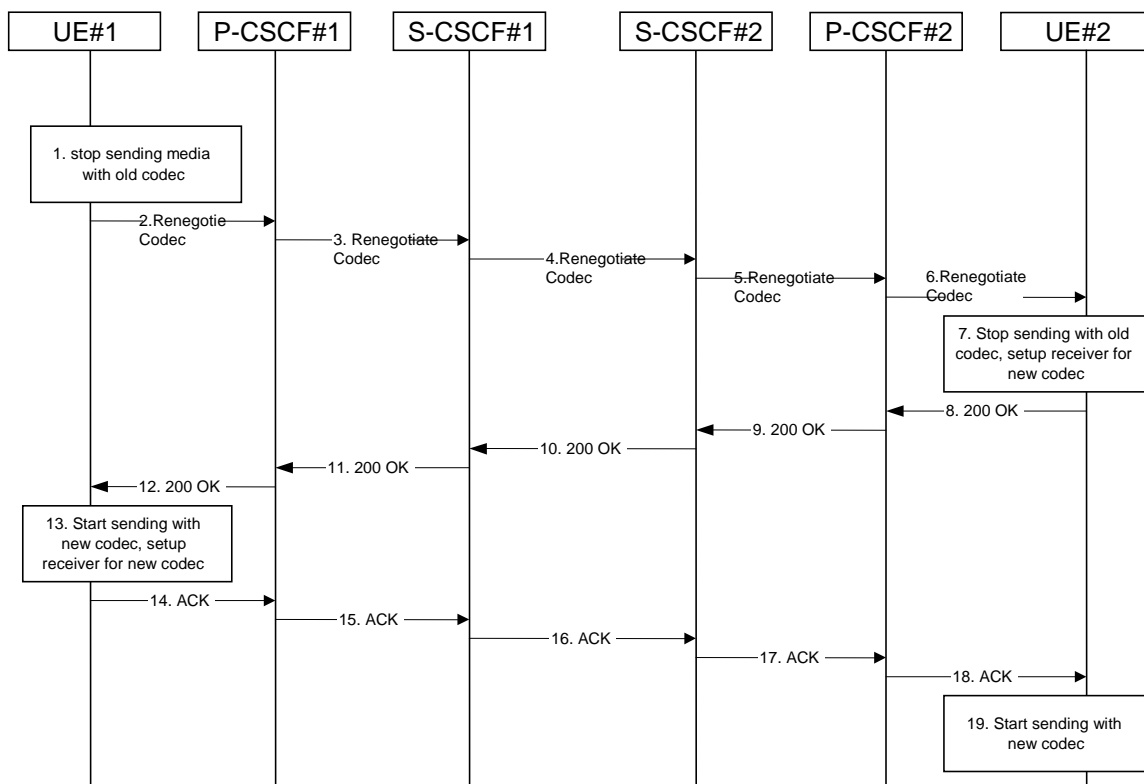 UE#1
P-CSCF#1
S-CSCF#1
S-CSCF#2
P-CSCF#2
UE#2
1. stop sending media
with old codec
2.Renegotie
Codec
3. Renegotiate
Codec
4.Renegotiate
Codec
5.Renegotiate
Codec
6.Renegotiate
Codec
7. Stop sending with old
codec, setup receiver for
new codec
8. 200 OK
9. 200 OK
10. 200 OK
11. 200 OK
12. 200 OK
13. Start sending with
new codec, setup
receiver for new codec
14. ACK
15. ACK
16. ACK
17. ACK
18. ACK
19. Start sending with
new codec